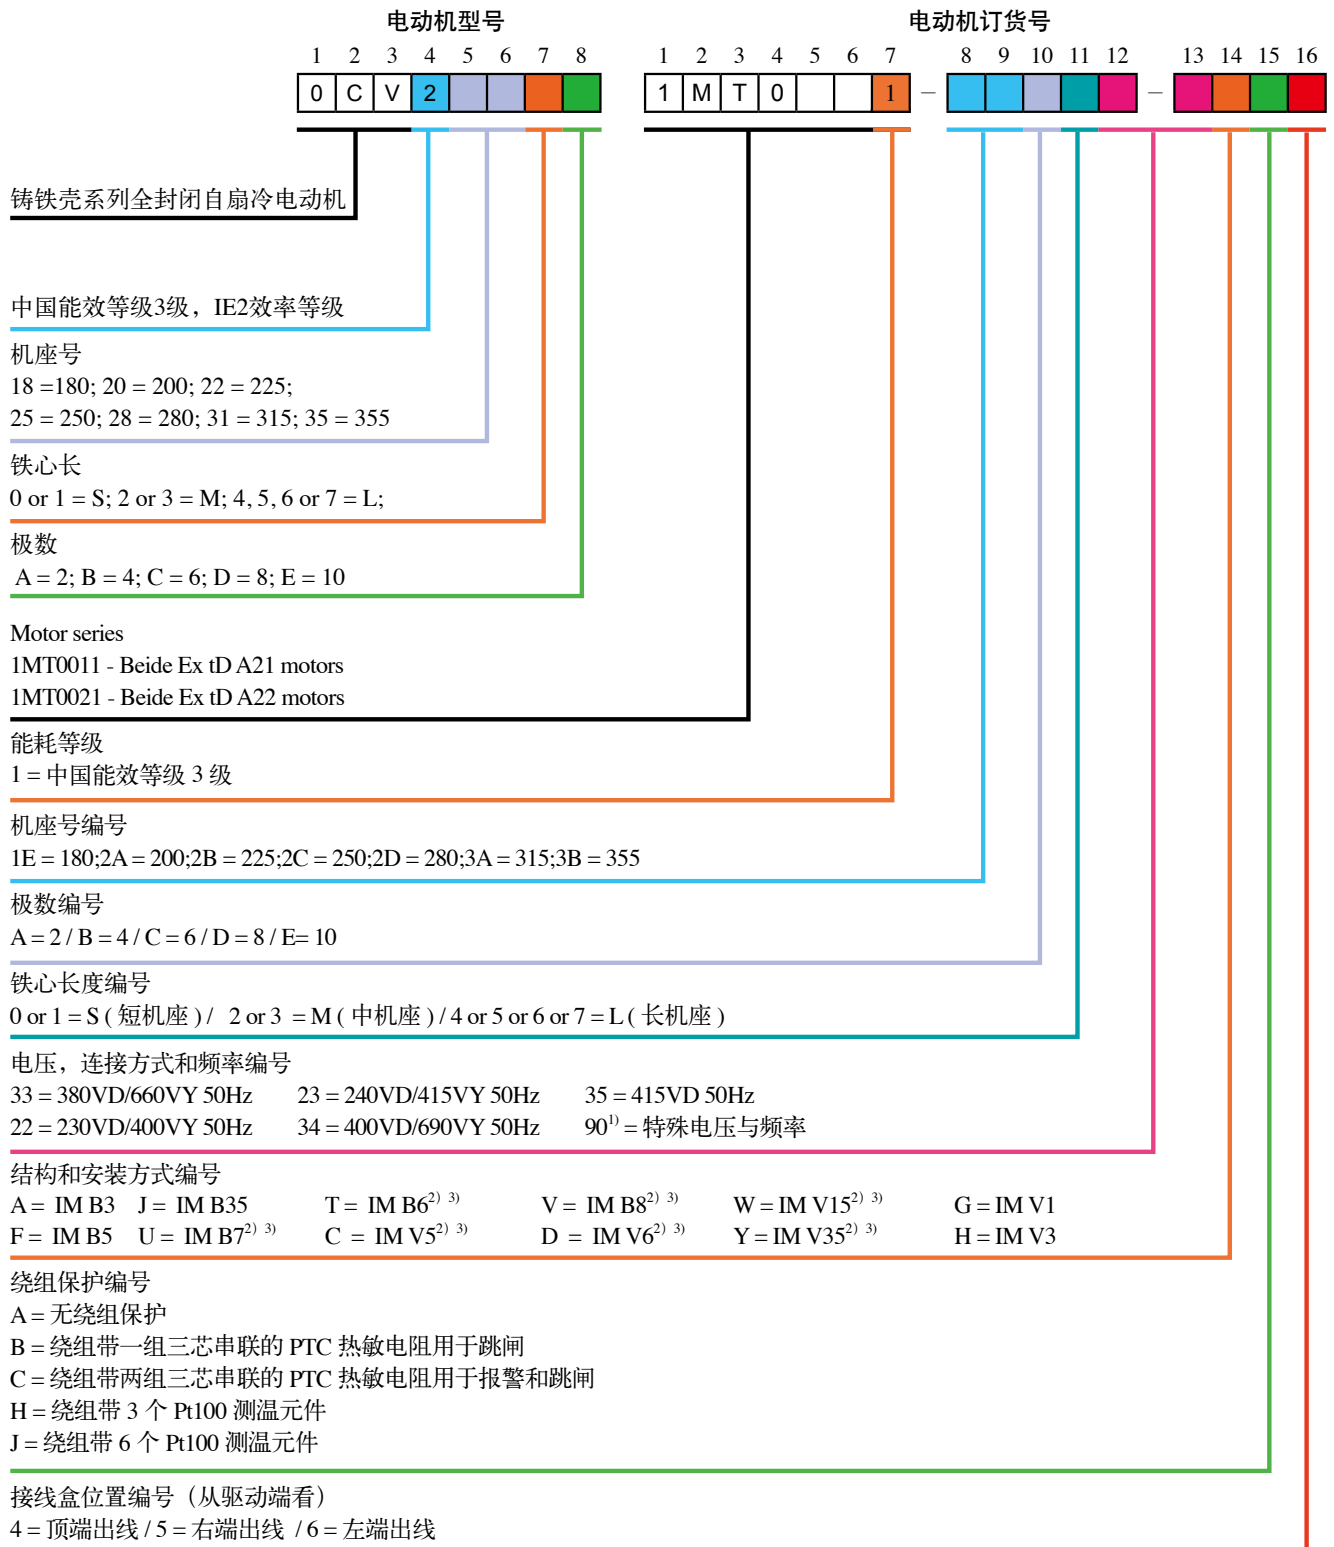 电动机型号 电动机订货号
1 2 3 4 5 6 7 8 1 2 3 4 5 6 7 8 9 10 11 12 13 14 15 16
0 C V 2 1 M T 0 1 – –
铸铁壳系列全封闭自扇冷电动机
中国能效等级3级，IE2效率等级
机座号
18 =180; 20 = 200; 22 = 225;
25 = 250; 28 = 280; 31 = 315; 35 = 355
铁心长
0 or 1 = S; 2 or 3 = M; 4, 5, 6 or 7 = L;
极数
A = 2; B = 4; C = 6; D = 8; E = 10
Motor series
1MT0011 - Beide Ex tD A21 motors
1MT0021 - Beide Ex tD A22 motors
能耗等级
1 = 中国能效等级 3 级
机座号编号
1E = 180;2A = 200;2B = 225;2C = 250;2D = 280;3A = 315;3B = 355
极数编号
A = 2 / B = 4 / C = 6 / D = 8 / E= 10
铁心长度编号
0 or 1 = S ( 短机座 ) / 2 or 3 = M ( 中机座 ) / 4 or 5 or 6 or 7 = L ( 长机座 )
电压，连接方式和频率编号
33 = 380VD/660VY 50Hz 23 = 240VD/415VY 50Hz 35 = 415VD 50Hz
22 = 230VD/400VY 50Hz 34 = 400VD/690VY 50Hz 90¹⁾ = 特殊电压与频率
结构和安装方式编号
A = IM B3 J = IM B35 T = IM B6²⁾ ³⁾ V = IM B8²⁾ ³⁾ W = IM V15²⁾ ³⁾ G = IM V1
F = IM B5 U = IM B7²⁾ ³⁾ C = IM V5²⁾ ³⁾ D = IM V6²⁾ ³⁾ Y = IM V35²⁾ ³⁾ H = IM V3
绕组保护编号
A = 无绕组保护
B = 绕组带一组三芯串联的 PTC 热敏电阻用于跳闸
C = 绕组带两组三芯串联的 PTC 热敏电阻用于报警和跳闸
H = 绕组带 3 个 Pt100 测温元件
J = 绕组带 6 个 Pt100 测温元件
接线盒位置编号（从驱动端看）
4 = 顶端出线 / 5 = 右端出线 / 6 = 左端出线